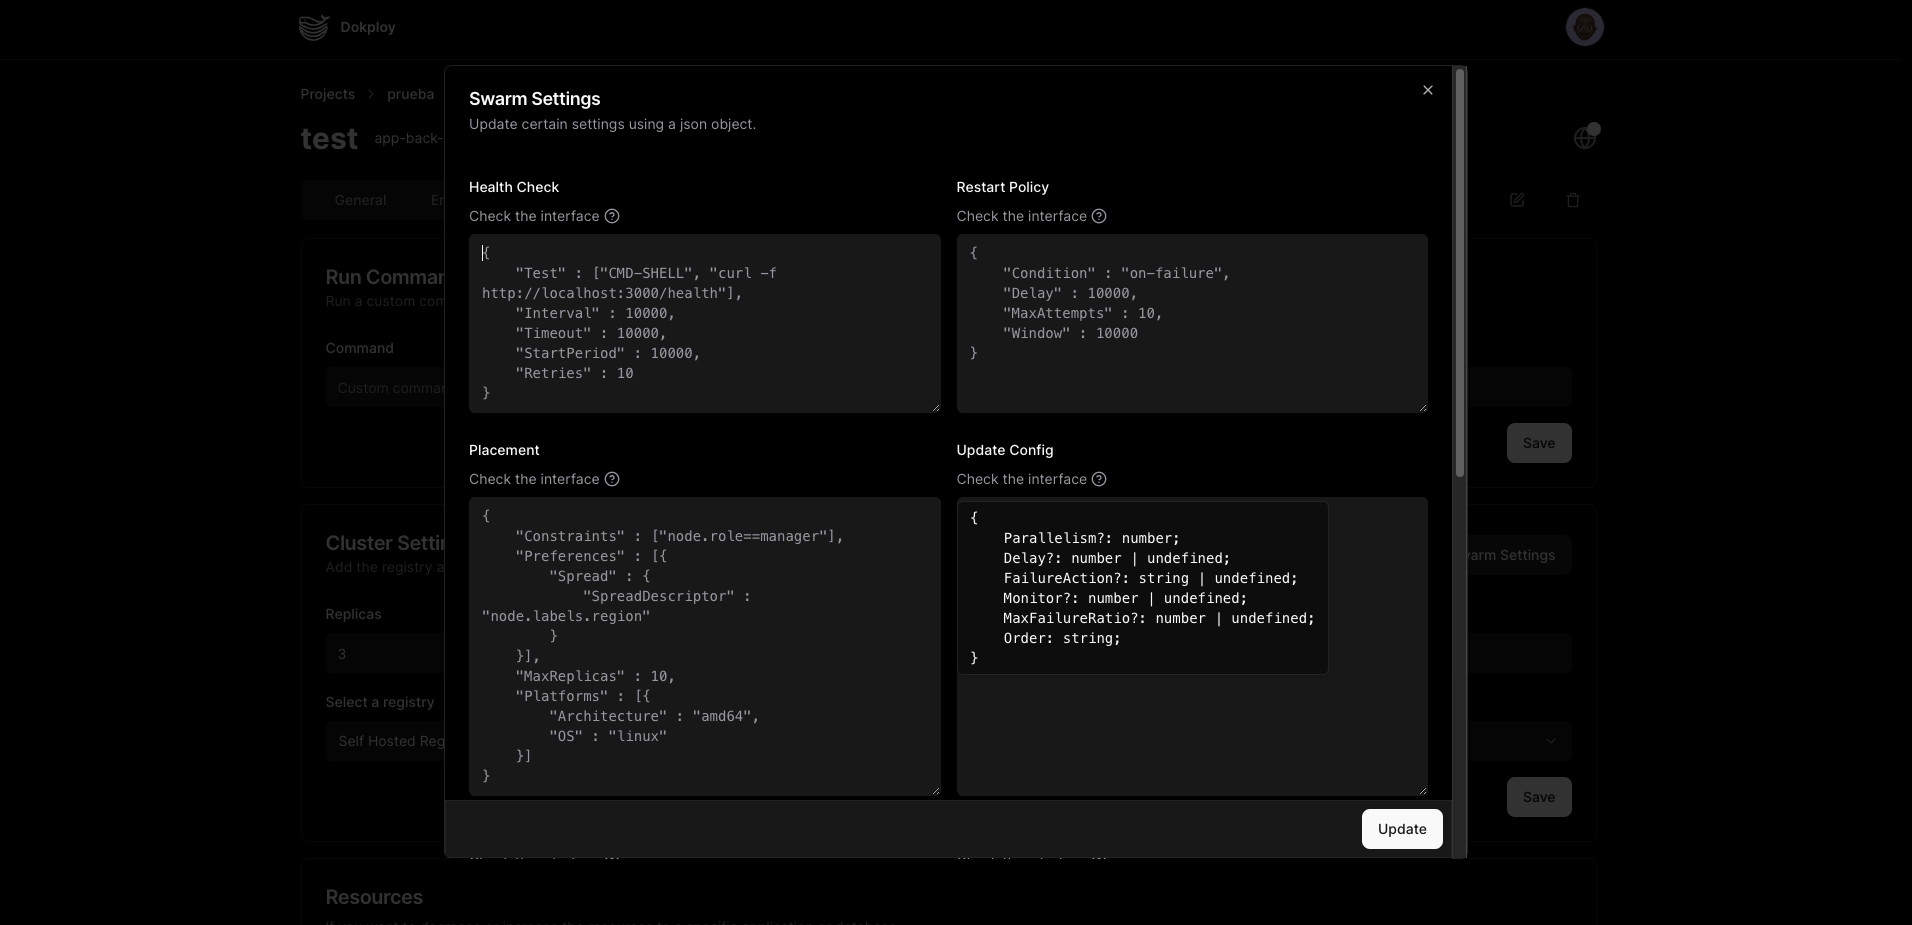 Dokploy
Projects > prueba
test app-back-
General
Run Comman
Run a custom com
Command
Custom comman
Save
Cluster Settin
Add the registry a
arm Settings
Replicas
3
Select a registry
Self Hosted Reg
Save
Resources
Swarm Settings
Update certain settings using a json object.
Health Check
Check the interface
{
"Test" : ["CMD-SHELL", "curl -f
http://localhost:3000/health"],
"Interval" : 10000,
"Timeout" : 10000,
"StartPeriod" : 10000,
"Retries" : 10
}
Restart Policy
Check the interface
{
"Condition" : "on-failure",
"Delay" : 10000,
"MaxAttempts" : 10,
"Window" : 10000
}
Placement
Check the interface
{
"Constraints" : ["node.role==manager"],
"Preferences" : [{
"Spread" : {
"SpreadDescriptor" :
"node.labels.region"
}
}],
"MaxReplicas" : 10,
"Platforms" : [{
"Architecture" : "amd64",
"OS" : "linux"
}]
}
Update Config
Check the interface
{
Parallelism?: number;
Delay?: number | undefined;
FailureAction?: string | undefined;
Monitor?: number | undefined;
MaxFailureRatio?: number | undefined;
Order: string;
}
Update